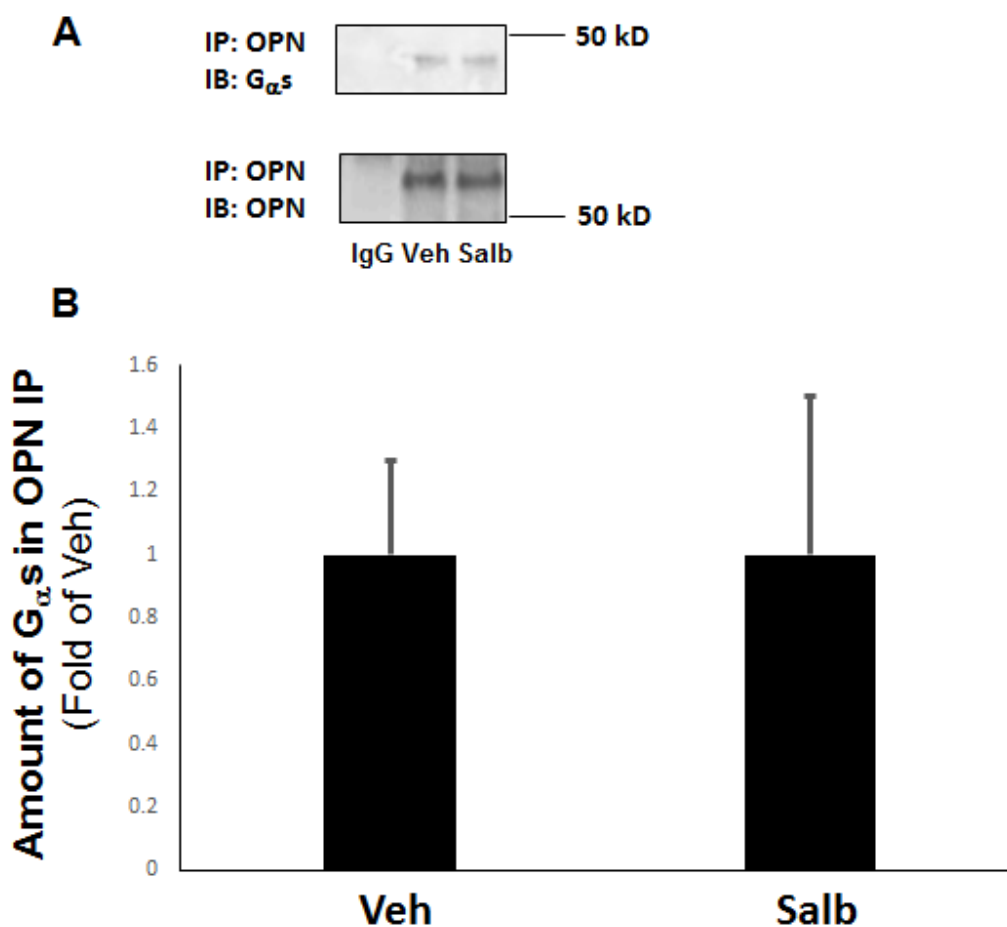 A
IP: OPN
IB: Gαs
50 kD
IP: OPN
IB: OPN
50 kD
IgG Veh Salb
B
Amount of Gαs in OPN IP
(Fold of Veh)
1.6
1.4
1.2
1
0.8
0.6
0.4
0.2
0
Veh Salb